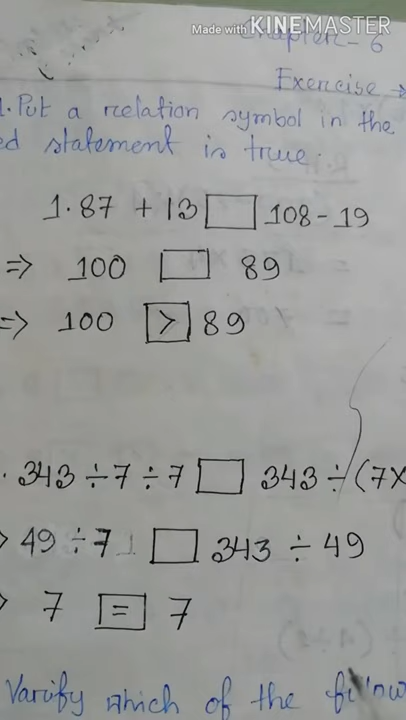 Made with KINEMASTER
Chapter - 6
Exercise →
1. Put a relation symbol in the
ed statement is true.
1. 87 + 13 □ 108 - 19
=> 100 □ 89
=> 100 > 89
. 343 ÷ 7 ÷ 7 □ 343 ÷ (7×
> 49 ÷ 7 □ 343 ÷ 49
> 7 = 7
Varify which of the